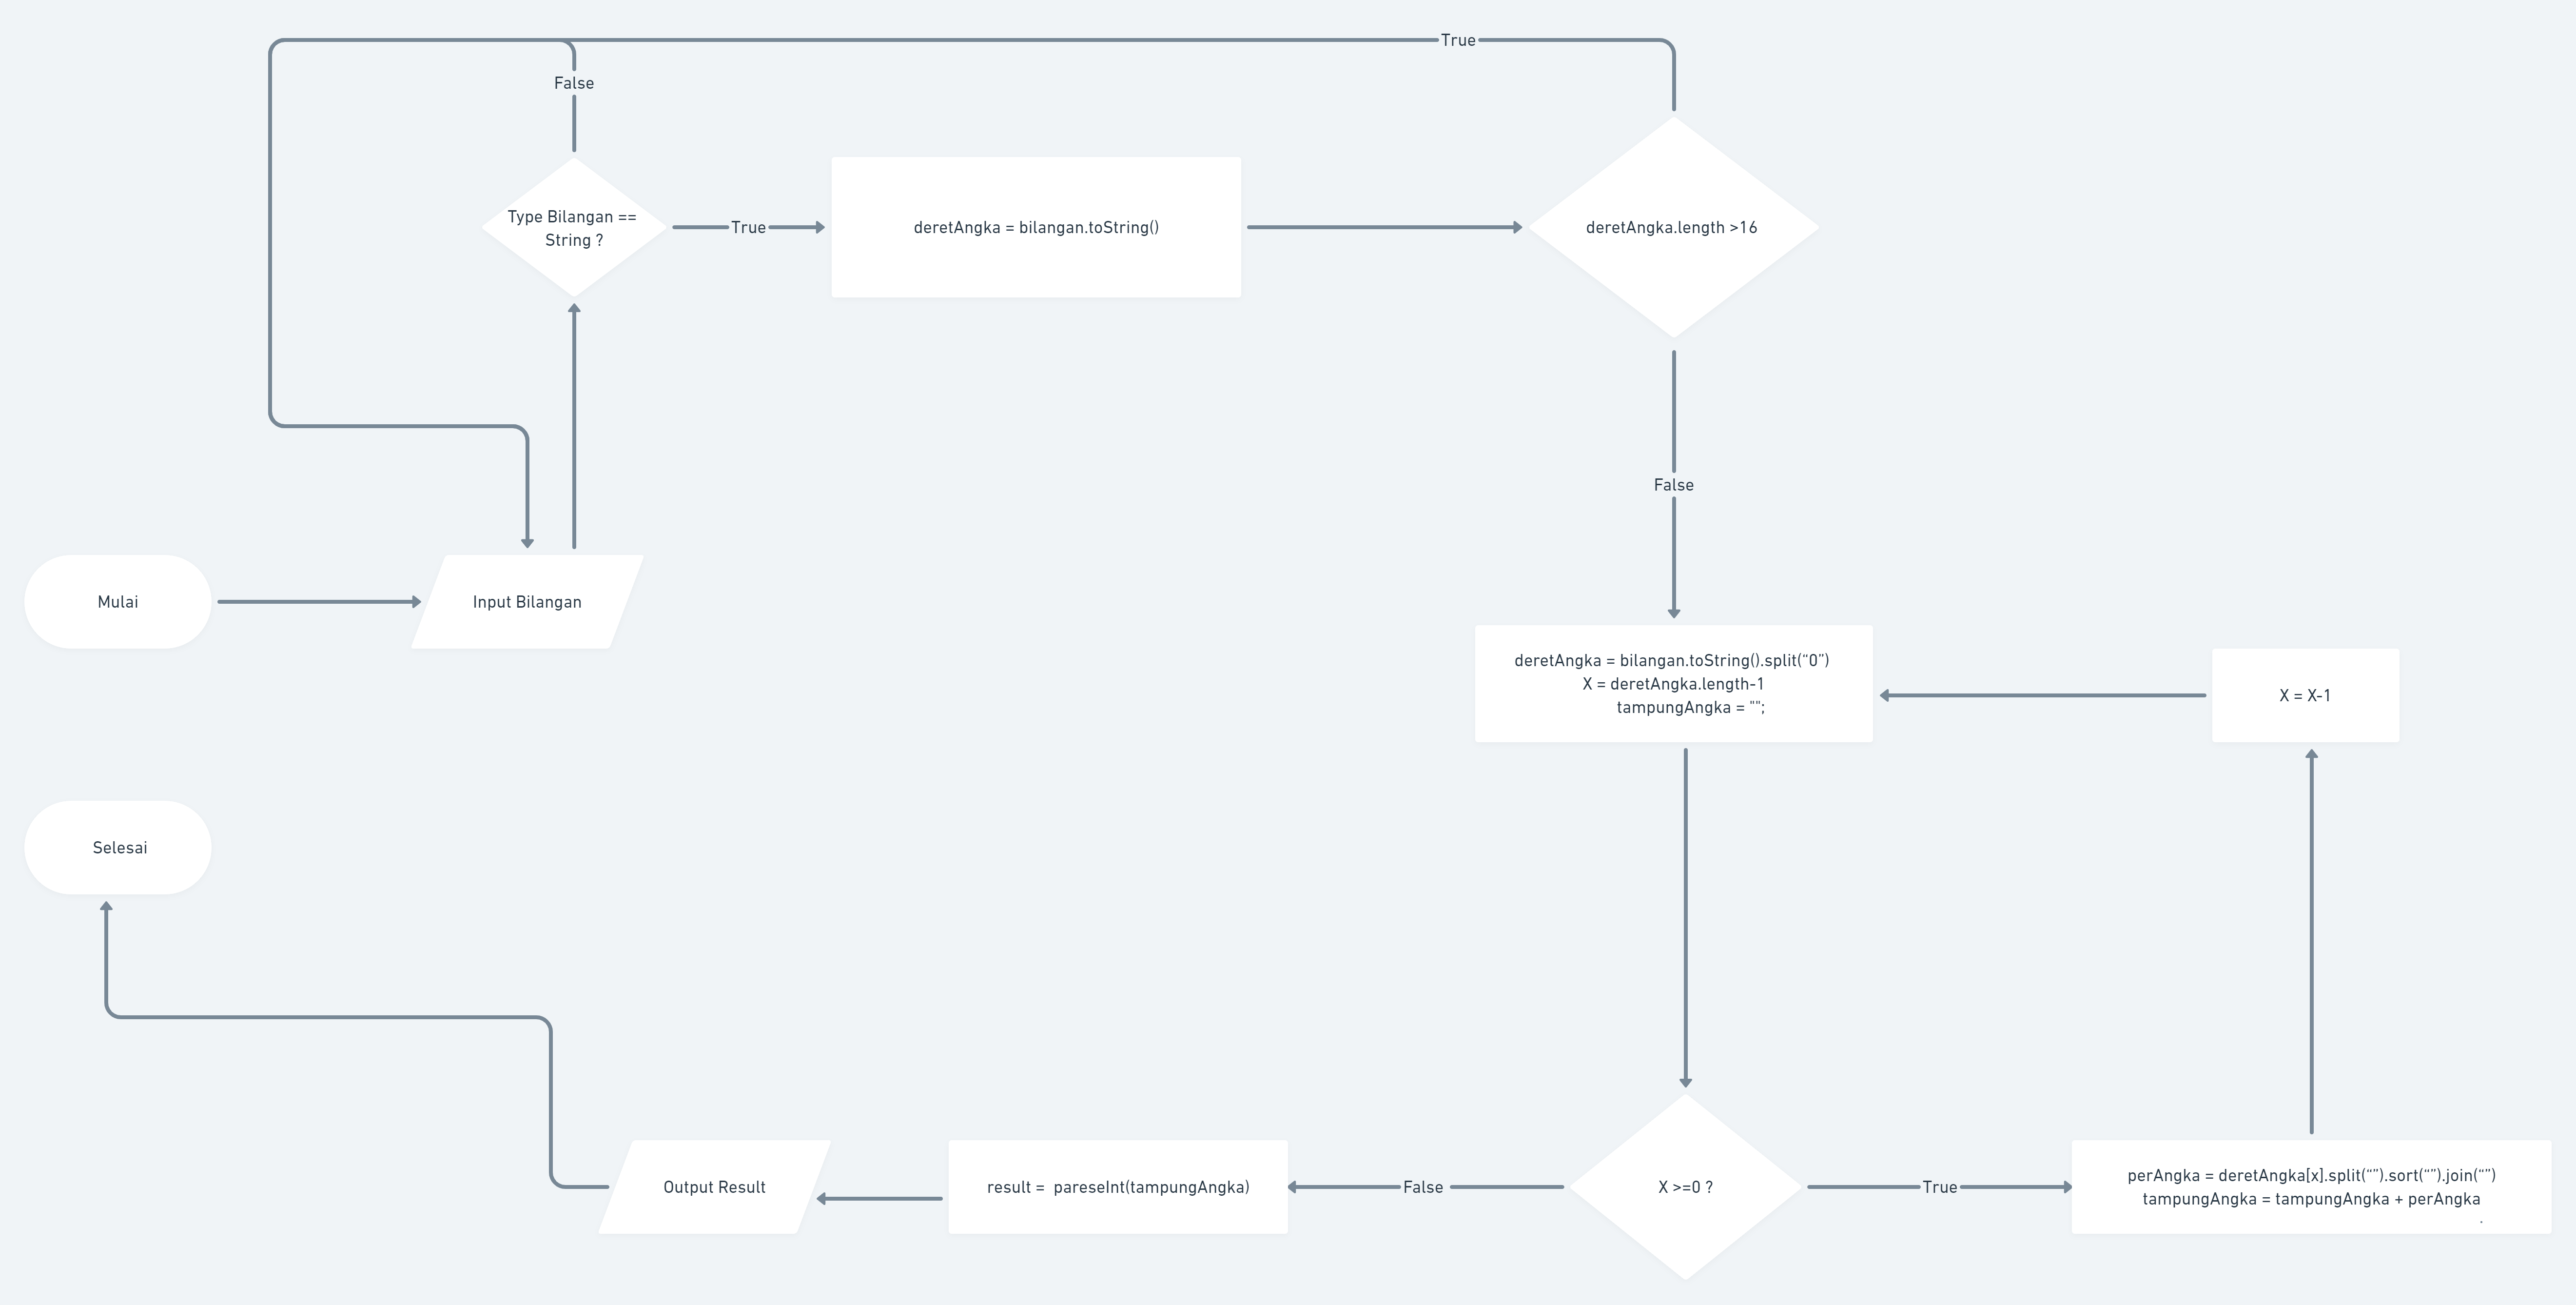 True
False
Type Bilangan ==
String ?
True
deretAngka = bilangan.toString()
deretAngka.length >16
False
Mulai
Input Bilangan
deretAngka = bilangan.toString().split(“0”)
X = deretAngka.length-1
tampungAngka = "";
X = X-1
Selesai
Output Result
result =  pareseInt(tampungAngka)
False
X >=0 ?
True
perAngka = deretAngka[x].split(“”).sort(“”).join(“”)
tampungAngka = tampungAngka + perAngka
.